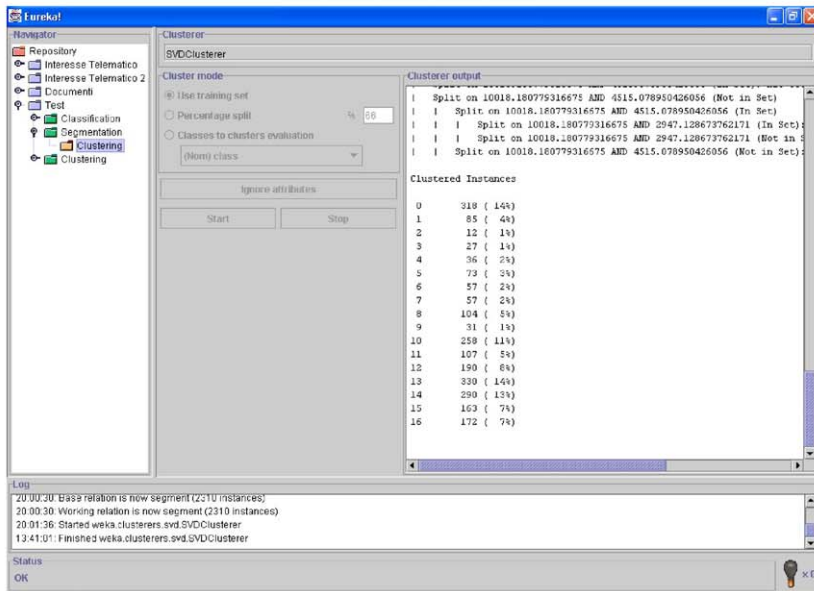 Eureka!
Navigator
Repository
Interesse Telematico
Interesse Telematico 2
Documenti
Test
Classification
Segmentation
Clustering
Clustering
Clusterer
SVDClusterer
Cluster mode
Use training set
Percentage split % 66
Classes to clusters evaluation
(Nom) class
Ignore attributes
Start Stop
Clusterer output
| Split on 10018.180779316675 AND 4515.078950426056 (Not in Set)
| | Split on 10018.180779316675 AND 4515.078950426056 (In Set)
| | | Split on 10018.180779316675 AND 2947.128673762171 (In Set):
| | | Split on 10018.180779316675 AND 2947.128673762171 (Not in S
| | Split on 10018.180779316675 AND 4515.078950426056 (Not in Set):
Clustered Instances
0 318 ( 14%)
1 85 ( 4%)
2 12 ( 1%)
3 27 ( 1%)
4 36 ( 2%)
5 73 ( 3%)
6 57 ( 2%)
7 57 ( 2%)
8 104 ( 5%)
9 31 ( 1%)
10 258 ( 11%)
11 107 ( 5%)
12 190 ( 8%)
13 330 ( 14%)
14 290 ( 13%)
15 163 ( 7%)
16 172 ( 7%)
Log
20:00:30: Base relation is now segment (2310 instances)
20:00:30: Working relation is now segment (2310 instances)
20:01:36: Started weka.clusterers.svd.SVDClusterer
13:41:01: Finished weka.clusterers.svd.SVDClusterer
Status
OK